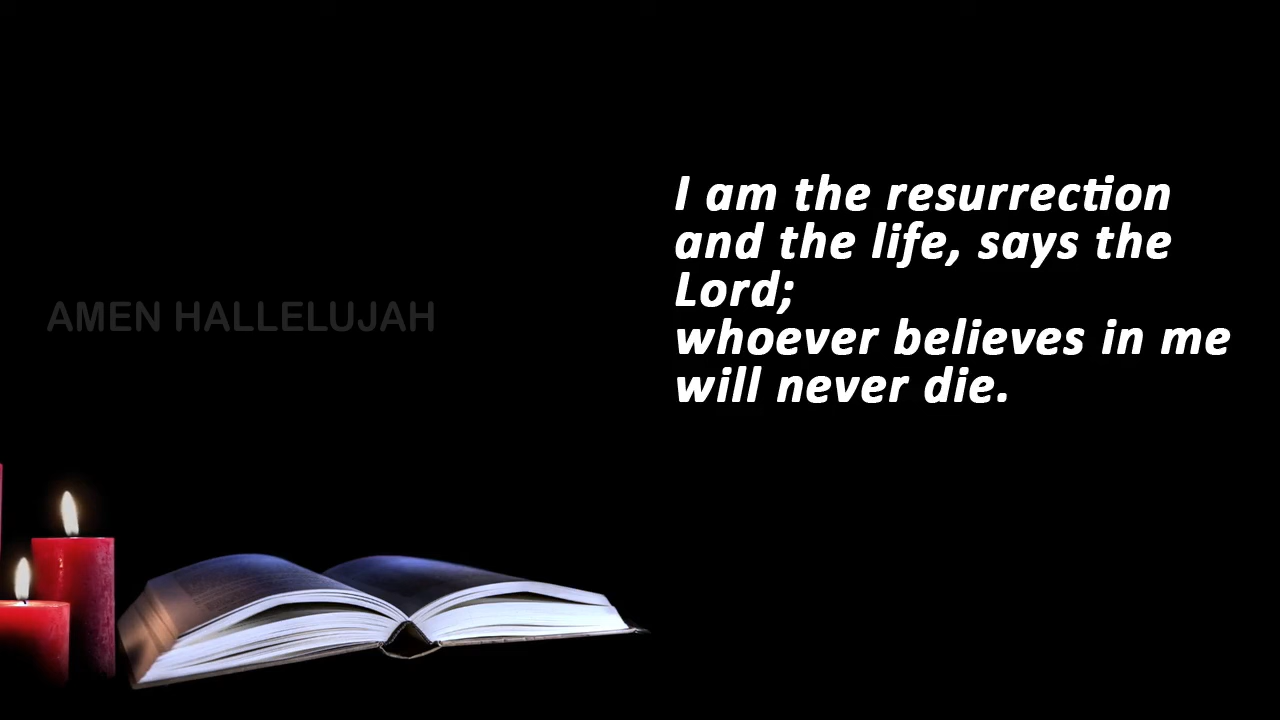 AMEN HALLELUJAH
I am the resurrection
and the life, says the
Lord;
whoever believes in me
will never die.